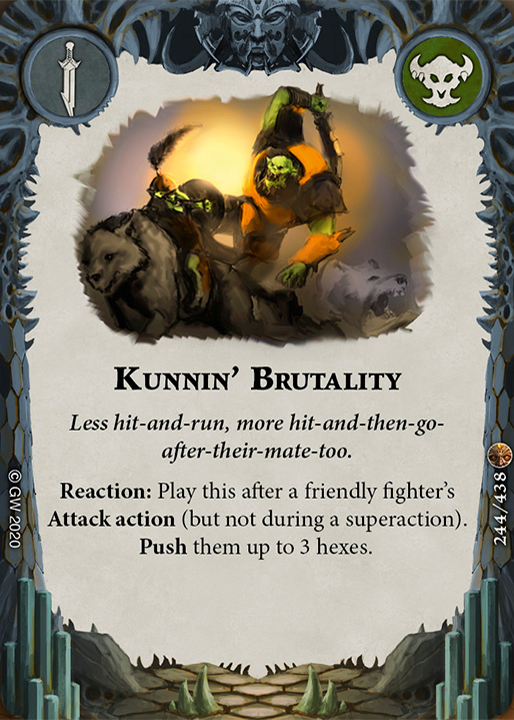 Kunnin' Brutality
Less hit-and-run, more hit-and-then-go-
after-their-mate-too.
Reaction: Play this after a friendly fighter's
Attack action (but not during a superaction).
Push them up to 3 hexes.
© GW 2020
244/438